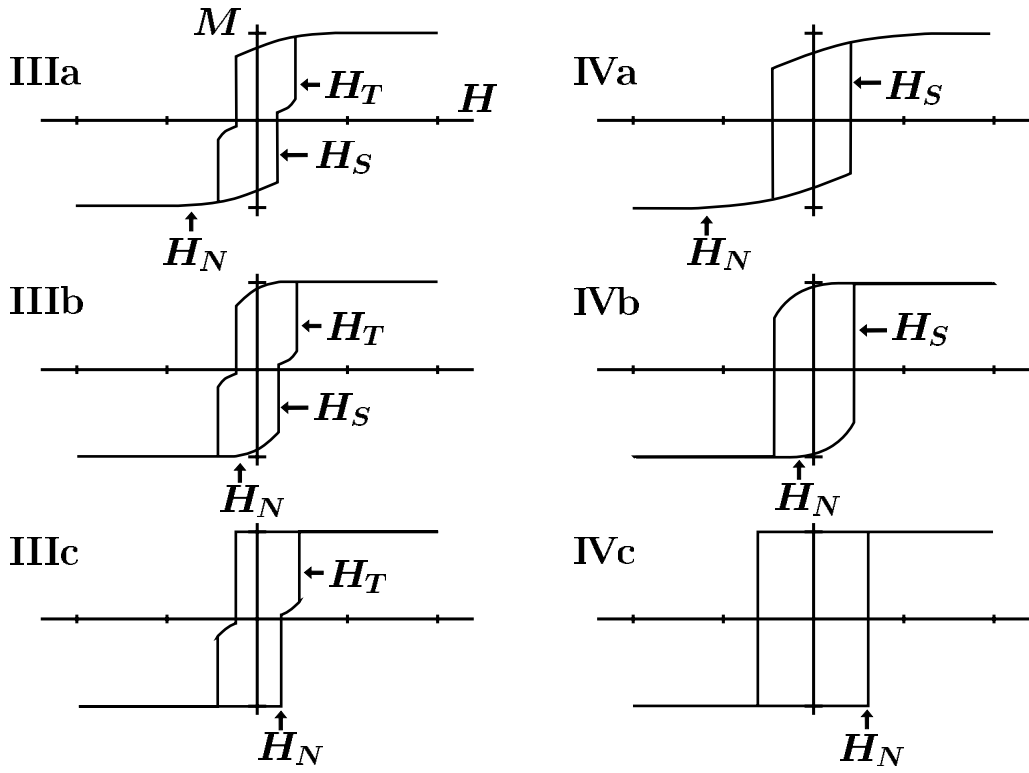 M
IIIa
H_T
H
H_S
H_N
IVa
H_S
H_N
IIIb
H_T
H_S
H_N
IVb
H_S
H_N
IIIc
H_T
H_N
IVc
H_N